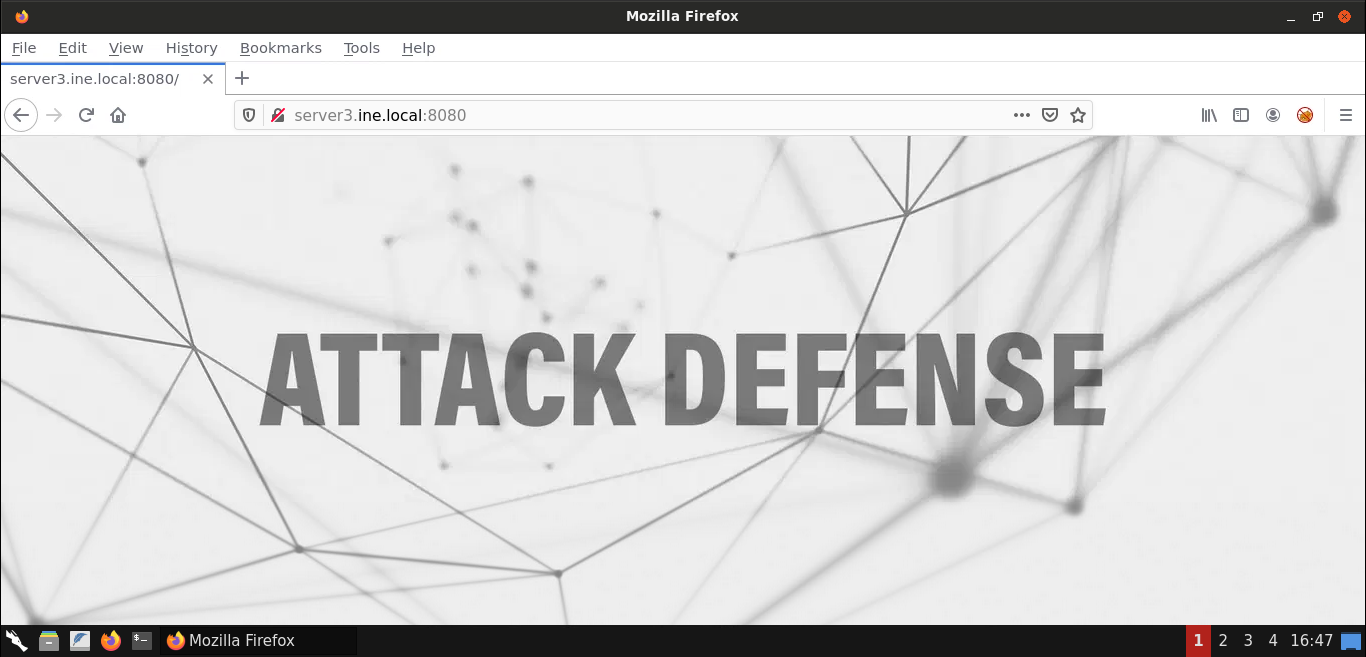 Mozilla Firefox
File Edit View History Bookmarks Tools Help
server3.ine.local:8080/
server3.ine.local:8080
ATTACK DEFENSE
Mozilla Firefox 1 2 3 4 16:47